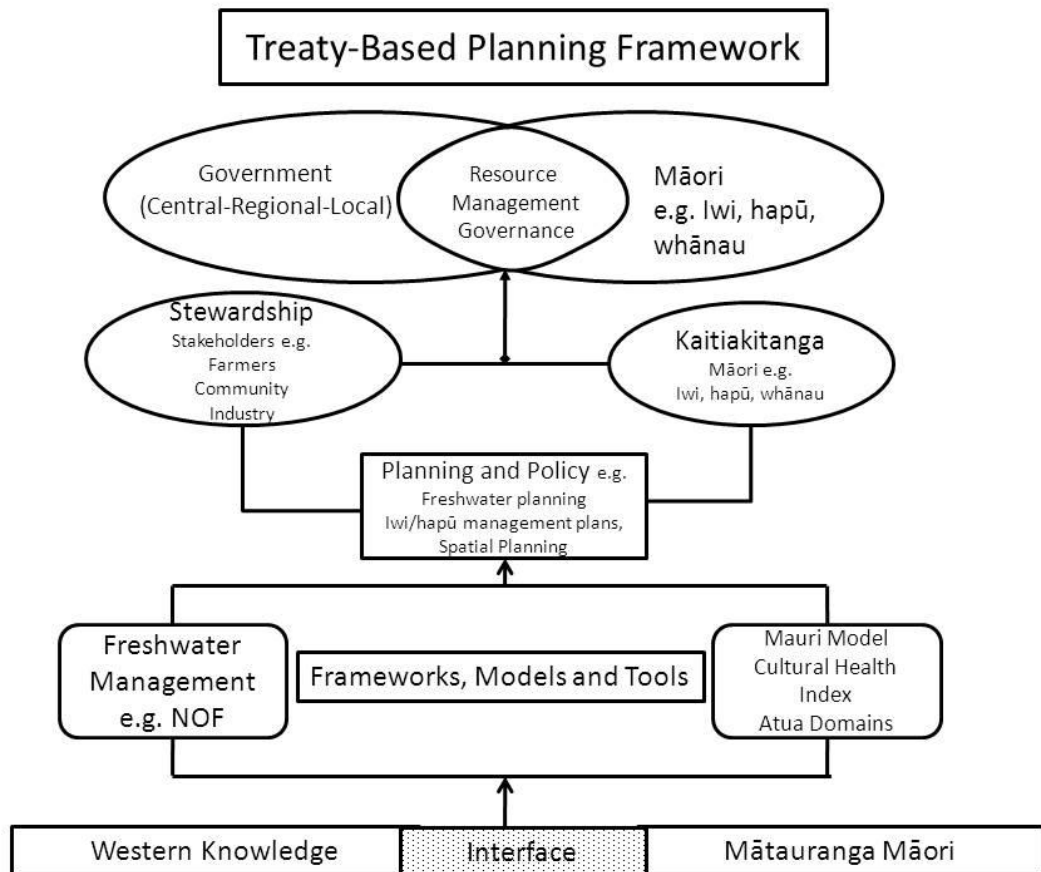 Treaty-Based Planning Framework
Government
(Central-Regional-Local)
Resource
Management
Governance
Māori
e.g. Iwi, hapū,
whānau
Stewardship
Stakeholders e.g.
Farmers
Community
Industry
Kaitiakitanga
Māori e.g.
Iwi, hapū, whānau
Planning and Policy e.g.
Freshwater planning
Iwi/hapū management plans,
Spatial Planning
Freshwater
Management
e.g. NOF
Frameworks, Models and Tools
Mauri Model
Cultural Health
Index
Atua Domains
Western Knowledge
Interface
Mātauranga Māori